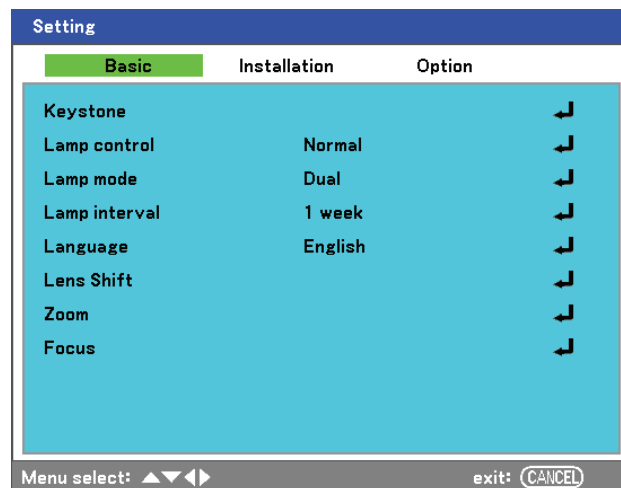 Setting
Basic Installation Option
Keystone
Lamp control Normal
Lamp mode Dual
Lamp interval 1 week
Language English
Lens Shift
Zoom
Focus
Menu select: ▲▼◀▶ exit: CANCEL